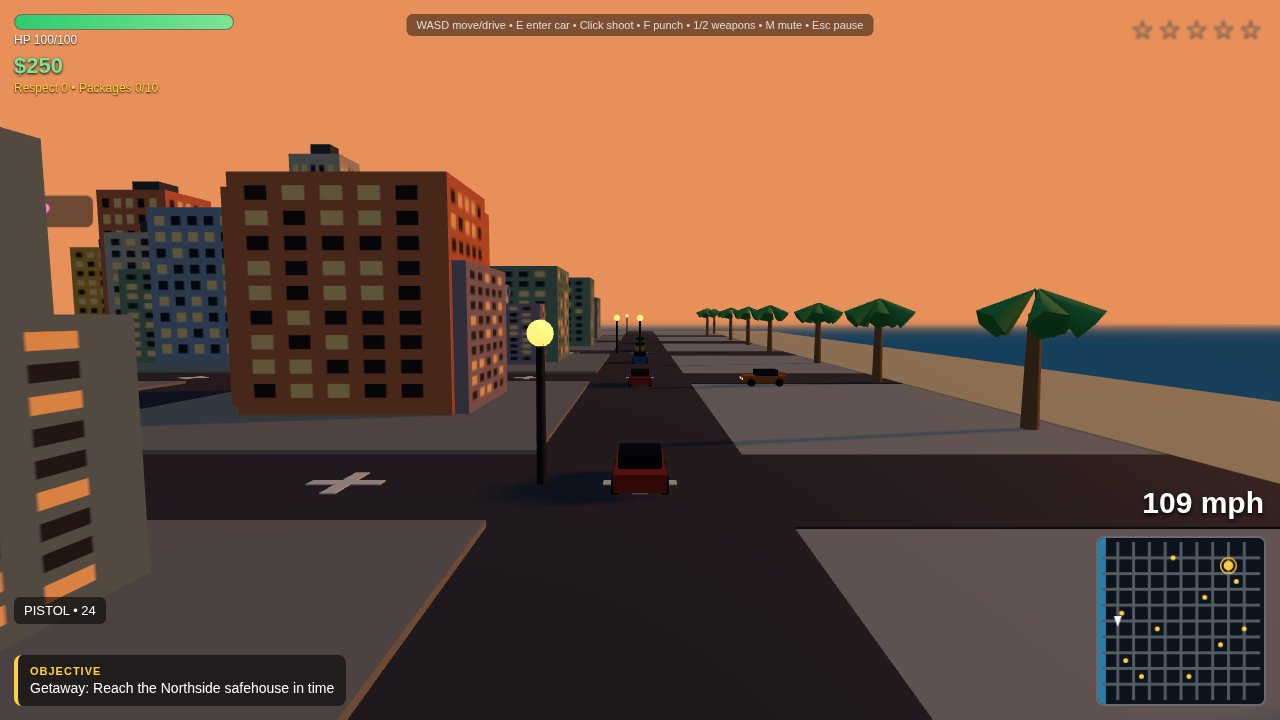 HP 100/100
$250
Respect 0 • Packages 0/10
WASD move/drive • E enter car • Click shoot • F punch • 1/2 weapons • M mute • Esc pause
109 mph
PISTOL • 24
OBJECTIVE
Getaway: Reach the Northside safehouse in time